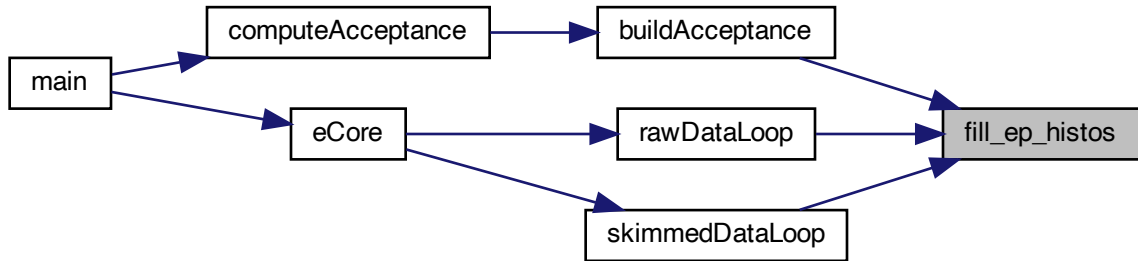 main
computeAcceptance
buildAcceptance
eCore
rawDataLoop
skimmedDataLoop
fill_ep_histos